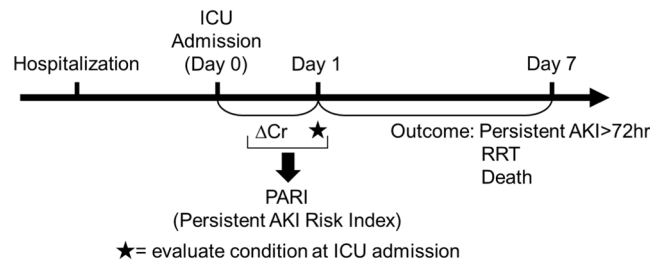 ICU
Admission
Hospitalization (Day 0) Day 1 Day 7
ΔCr ★ Outcome: Persistent AKI>72hr
RRT
Death
PARI
(Persistent AKI Risk Index)
★= evaluate condition at ICU admission